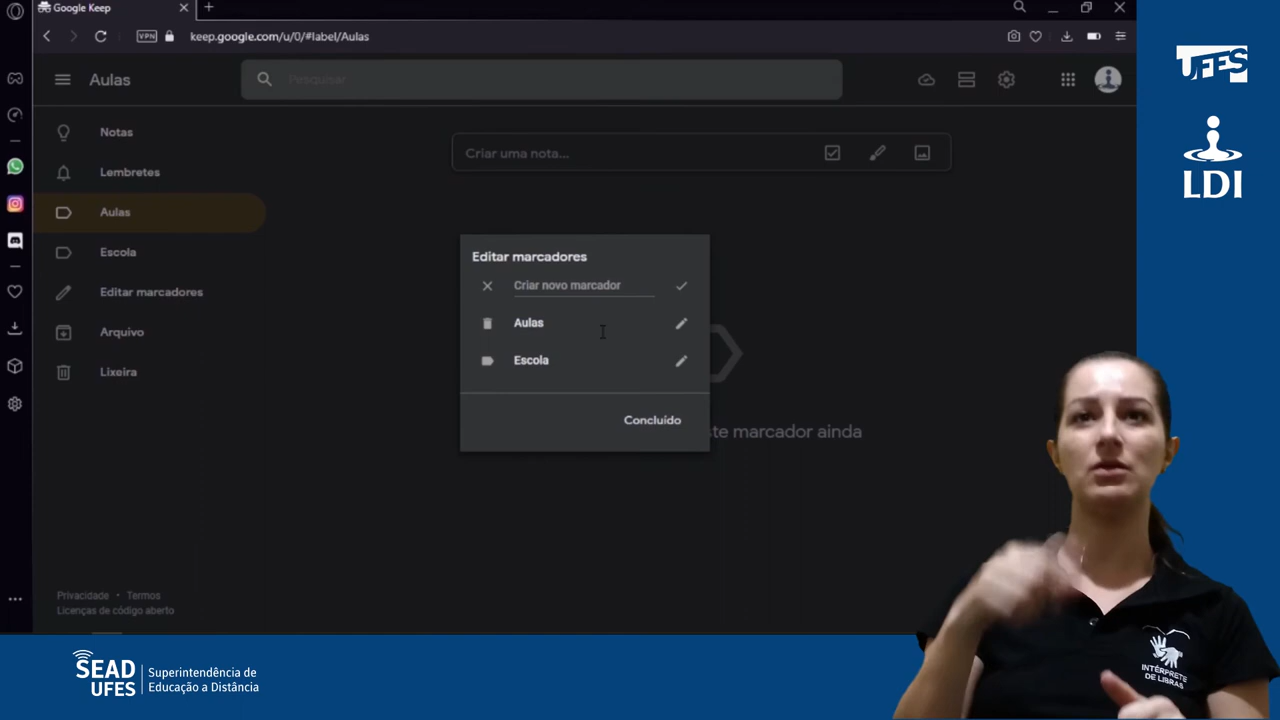 Google Keep
VPN
keep.google.com/u/0/#label/Aulas
Aulas
Pesquisar
Notas
Lembretes
Aulas
Escola
Editar marcadores
Arquivo
Lixeira
Criar uma nota...
Editar marcadores
Criar novo marcador
Aulas
Escola
Concluído
ste marcador ainda
Privacidade • Termos
Licenças de código aberto
UFES
LDI
INTÉRPRETE
DE LIBRAS
SEAD
UFES
Superintendência de
Educação a Distância